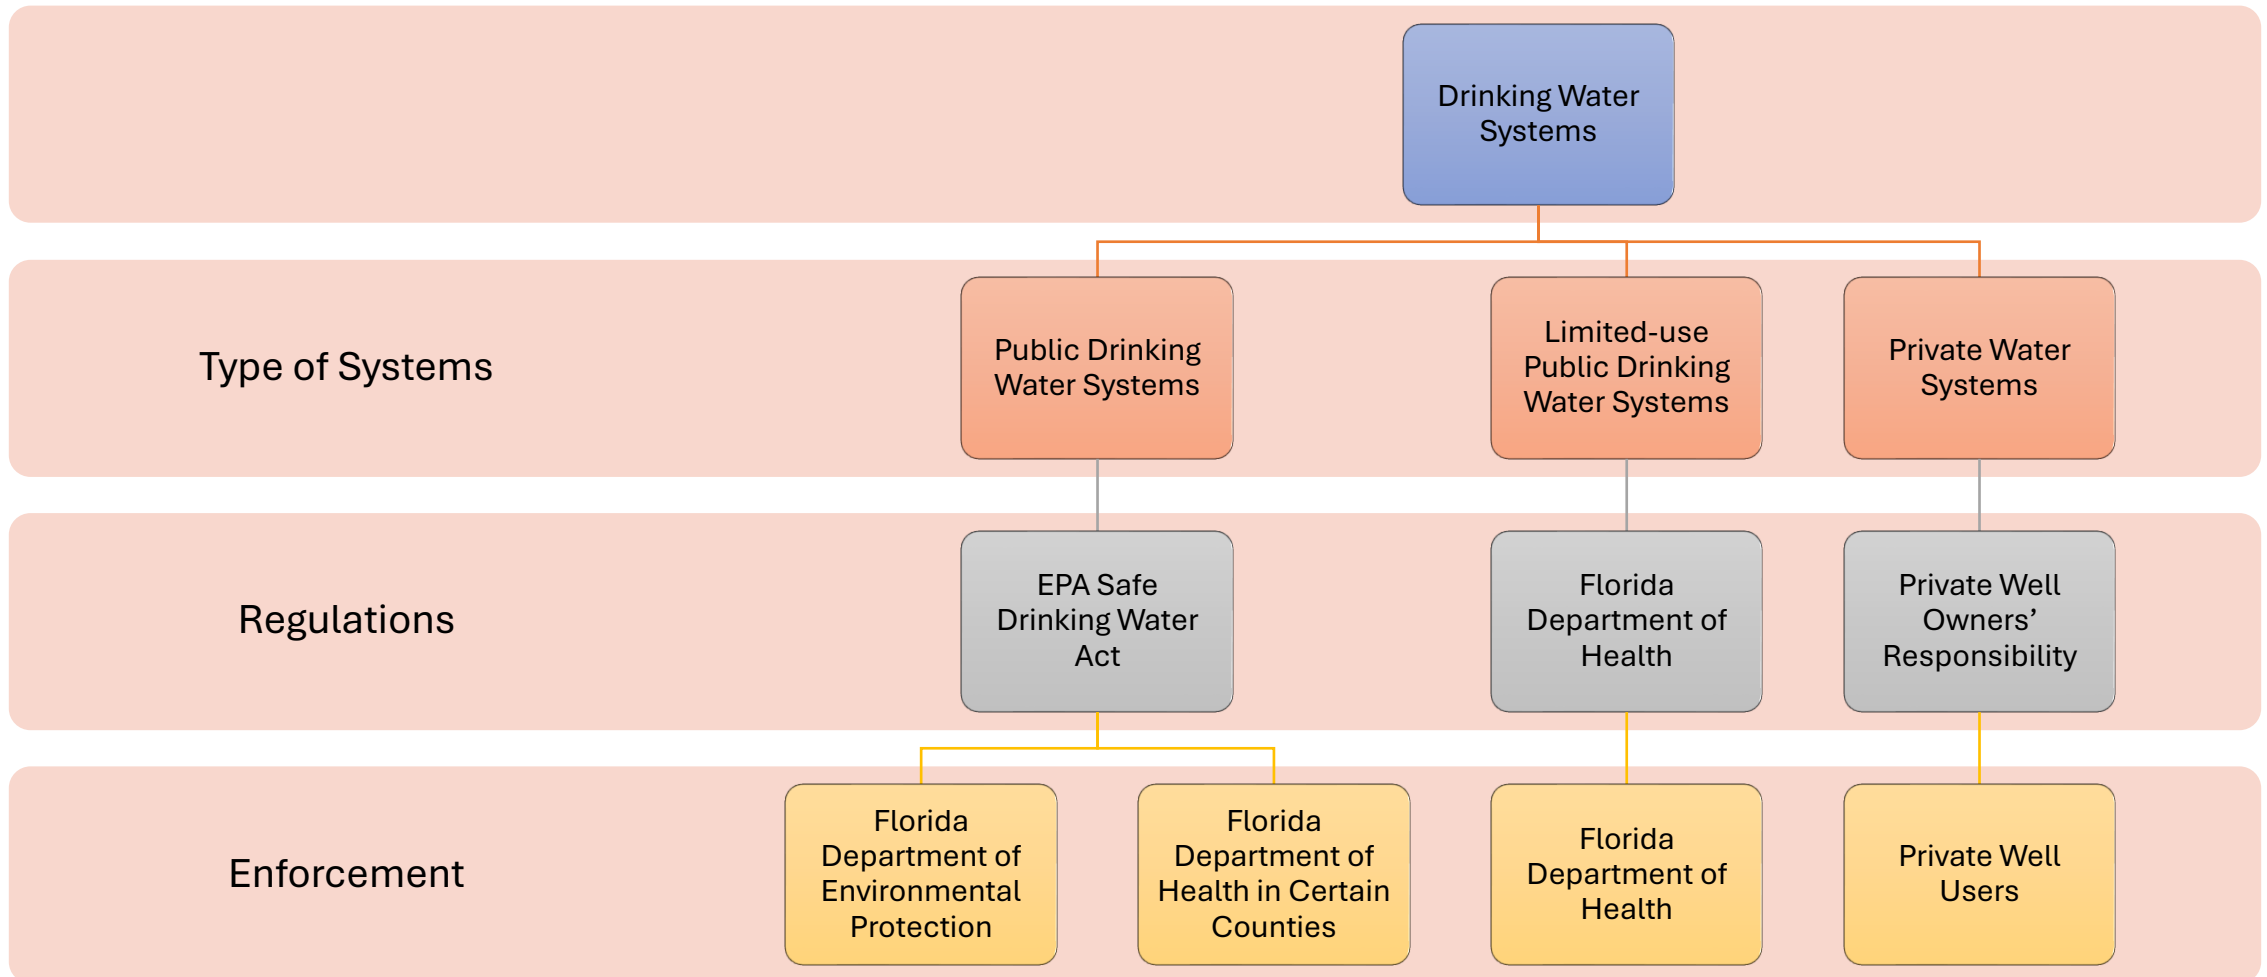 Drinking Water
Systems
Type of Systems
Public Drinking
Water Systems
Limited-use
Public Drinking
Water Systems
Private Water
Systems
Regulations
EPA Safe
Drinking Water
Act
Florida
Department of
Health
Private Well
Owners’
Responsibility
Enforcement
Florida
Department of
Environmental
Protection
Florida
Department of
Health in Certain
Counties
Florida
Department of
Health
Private Well
Users